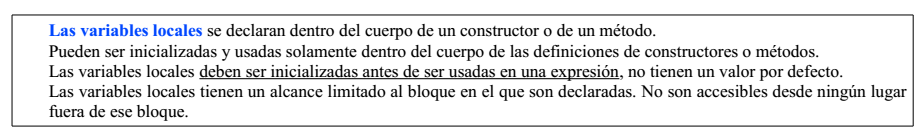 Las variables locales se declaran dentro del cuerpo de un constructor o de un método.
Pueden ser inicializadas y usadas solamente dentro del cuerpo de las definiciones de constructores o métodos.
Las variables locales deben ser inicializadas antes de ser usadas en una expresión, no tienen un valor por defecto.
Las variables locales tienen un alcance limitado al bloque en el que son declaradas. No son accesibles desde ningún lugar
fuera de ese bloque.